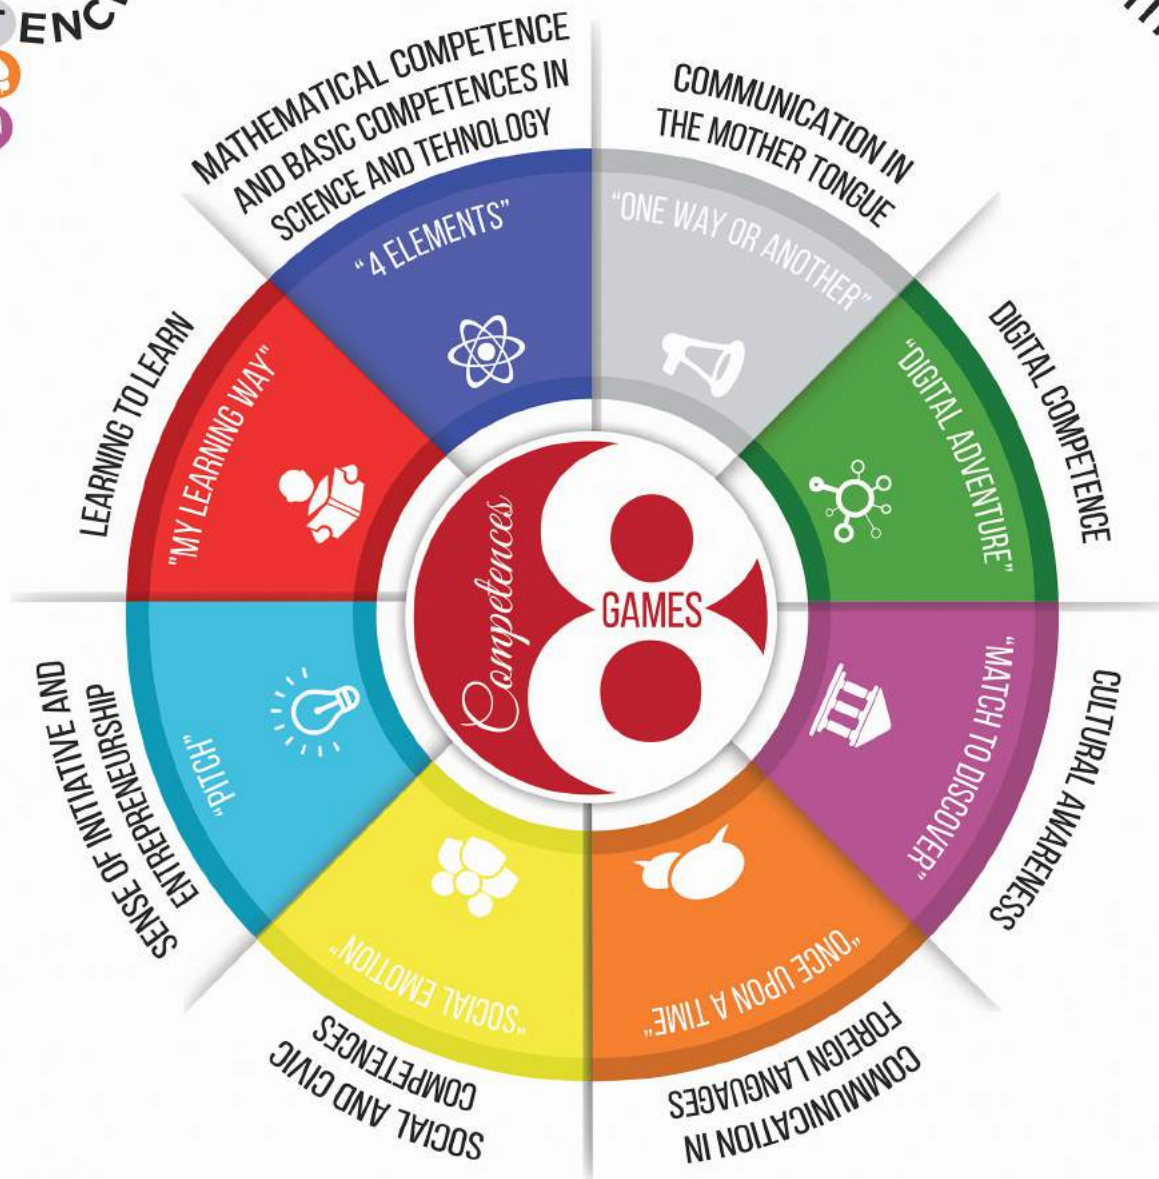 MATHEMATICAL COMPETENCE
AND BASIC COMPETENCES IN
SCIENCE AND TEHNOLOGY
"4 ELEMENTS"
COMMUNICATION IN
THE MOTHER TONGUE
"ONE WAY OR ANOTHER"
DIGITAL COMPETENCE
"DIGITAL ADVENTURE"
CULTURAL AWARENESS
"MATCH TO DISCOVER"
COMMUNICATION IN
FOREIGN LANGUAGES
"ONCE UPON A TIME"
SOCIAL AND CIVIC
COMPETENCES
"SOCIAL EMOTION"
SENSE OF INITIATIVE AND
ENTREPRENEURSHIP
"PITCH"
LEARNING TO LEARN
"MY LEARNING WAY"
Competences
8
GAMES